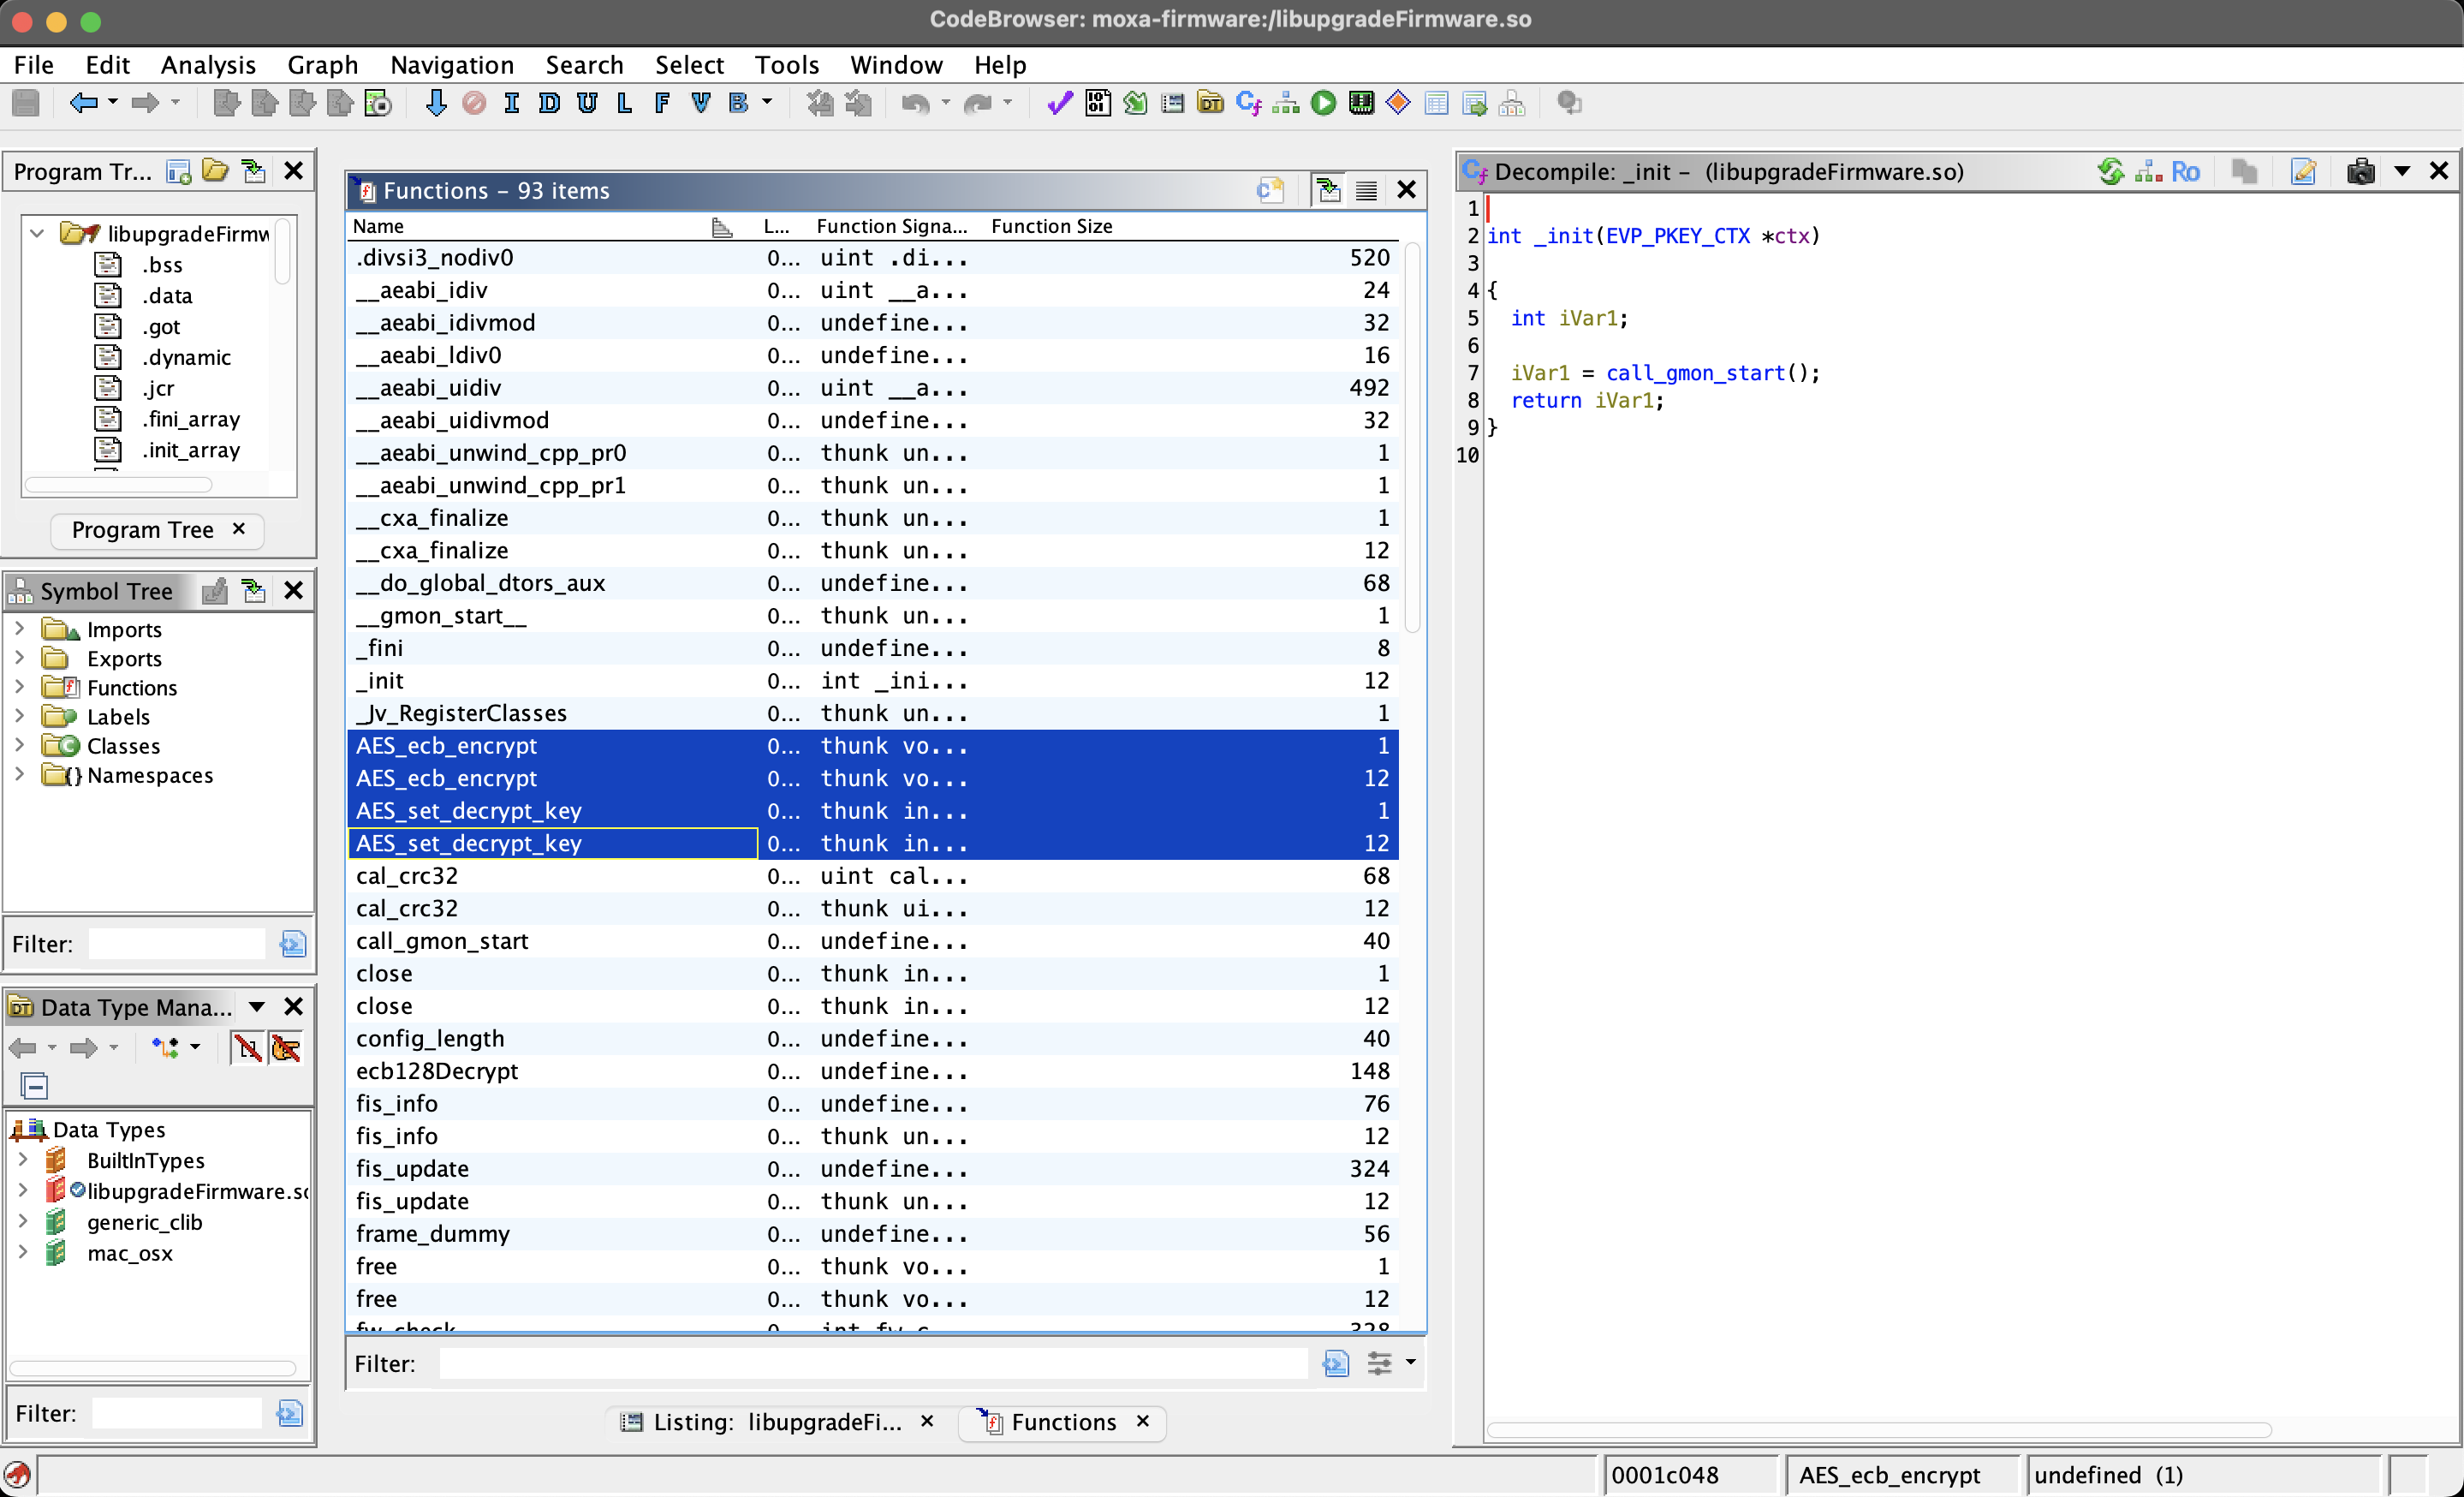 CodeBrowser: moxa-firmware:/libupgradeFirmware.so
File Edit Analysis Graph Navigation Search Select Tools Window Help
I D U L F V B
Program Tr...
libupgradeFirmw
.bss
.data
.got
.dynamic
.jcr
.fini_array
.init_array
Program Tree ×
Symbol Tree
Imports
Exports
Functions
Labels
Classes
Namespaces
Filter:
Data Type Mana...
Data Types
BuiltInTypes
libupgradeFirmware.so
generic_clib
mac_osx
Filter:
Functions – 93 items
Name L... Function Signa... Function Size
.divsi3_nodiv0 0... uint .di... 520
__aeabi_idiv 0... uint __a... 24
__aeabi_idivmod 0... undefine... 32
__aeabi_ldiv0 0... undefine... 16
__aeabi_uidiv 0... uint __a... 492
__aeabi_uidivmod 0... undefine... 32
__aeabi_unwind_cpp_pr0 0... thunk un... 1
__aeabi_unwind_cpp_pr1 0... thunk un... 1
__cxa_finalize 0... thunk un... 1
__cxa_finalize 0... thunk un... 12
__do_global_dtors_aux 0... undefine... 68
__gmon_start__ 0... thunk un... 1
_fini 0... undefine... 8
_init 0... int _ini... 12
_Jv_RegisterClasses 0... thunk un... 1
AES_ecb_encrypt 0... thunk vo... 1
AES_ecb_encrypt 0... thunk vo... 12
AES_set_decrypt_key 0... thunk in... 1
AES_set_decrypt_key 0... thunk in... 12
cal_crc32 0... uint cal... 68
cal_crc32 0... thunk ui... 12
call_gmon_start 0... undefine... 40
close 0... thunk in... 1
close 0... thunk in... 12
config_length 0... undefine... 40
ecb128Decrypt 0... undefine... 148
fis_info 0... undefine... 76
fis_info 0... thunk un... 12
fis_update 0... undefine... 324
fis_update 0... thunk un... 12
frame_dummy 0... undefine... 56
free 0... thunk vo... 1
free 0... thunk vo... 12
fw_check 0... int fw_c... 328
Filter:
Listing: libupgradeFi... × Functions ×
Decompile: _init – (libupgradeFirmware.so)
Ro
1
2 int _init(EVP_PKEY_CTX *ctx)
3
4 {
5 int iVar1;
6
7 iVar1 = call_gmon_start();
8 return iVar1;
9 }
10
0001c048 AES_ecb_encrypt undefined (1)